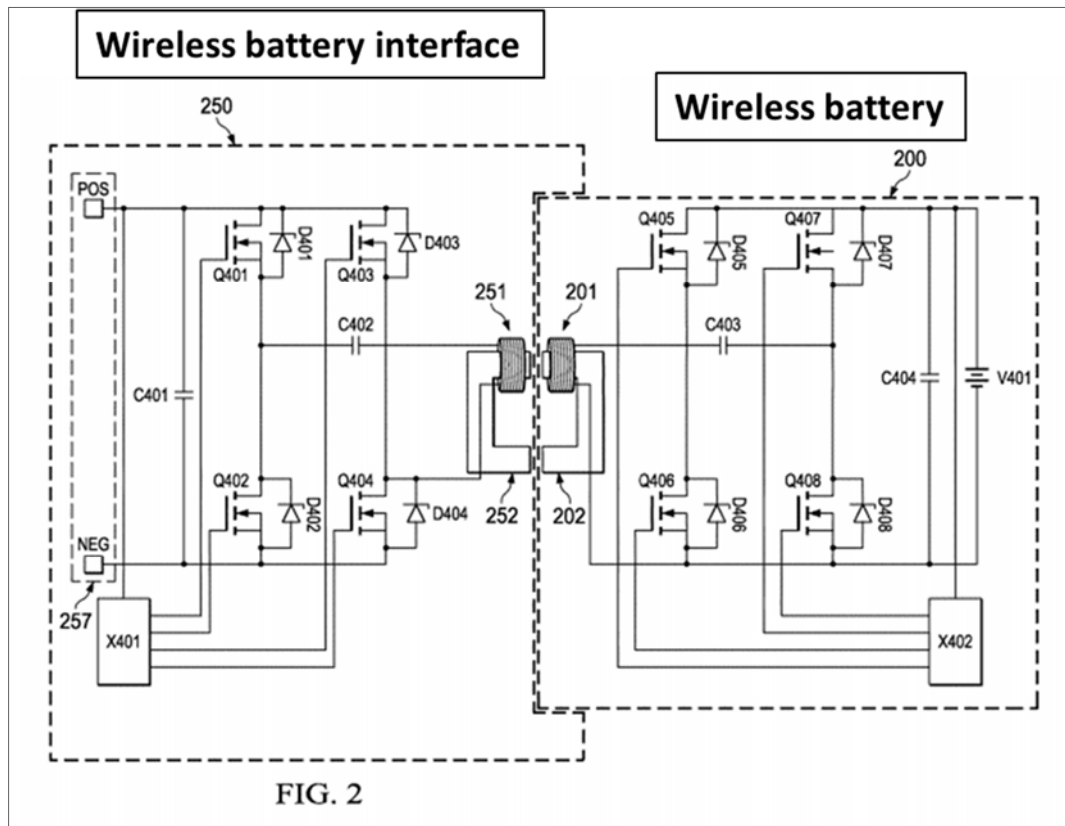 Wireless battery interface
Wireless battery
250
200
POS
Q401
D401
Q403
D403
Q405
D405
Q407
D407
251
201
C402
C403
C401
C404
V401
Q402
D402
Q404
D404
252
202
Q406
D406
Q408
D408
NEG
257
X401
X402
FIG. 2